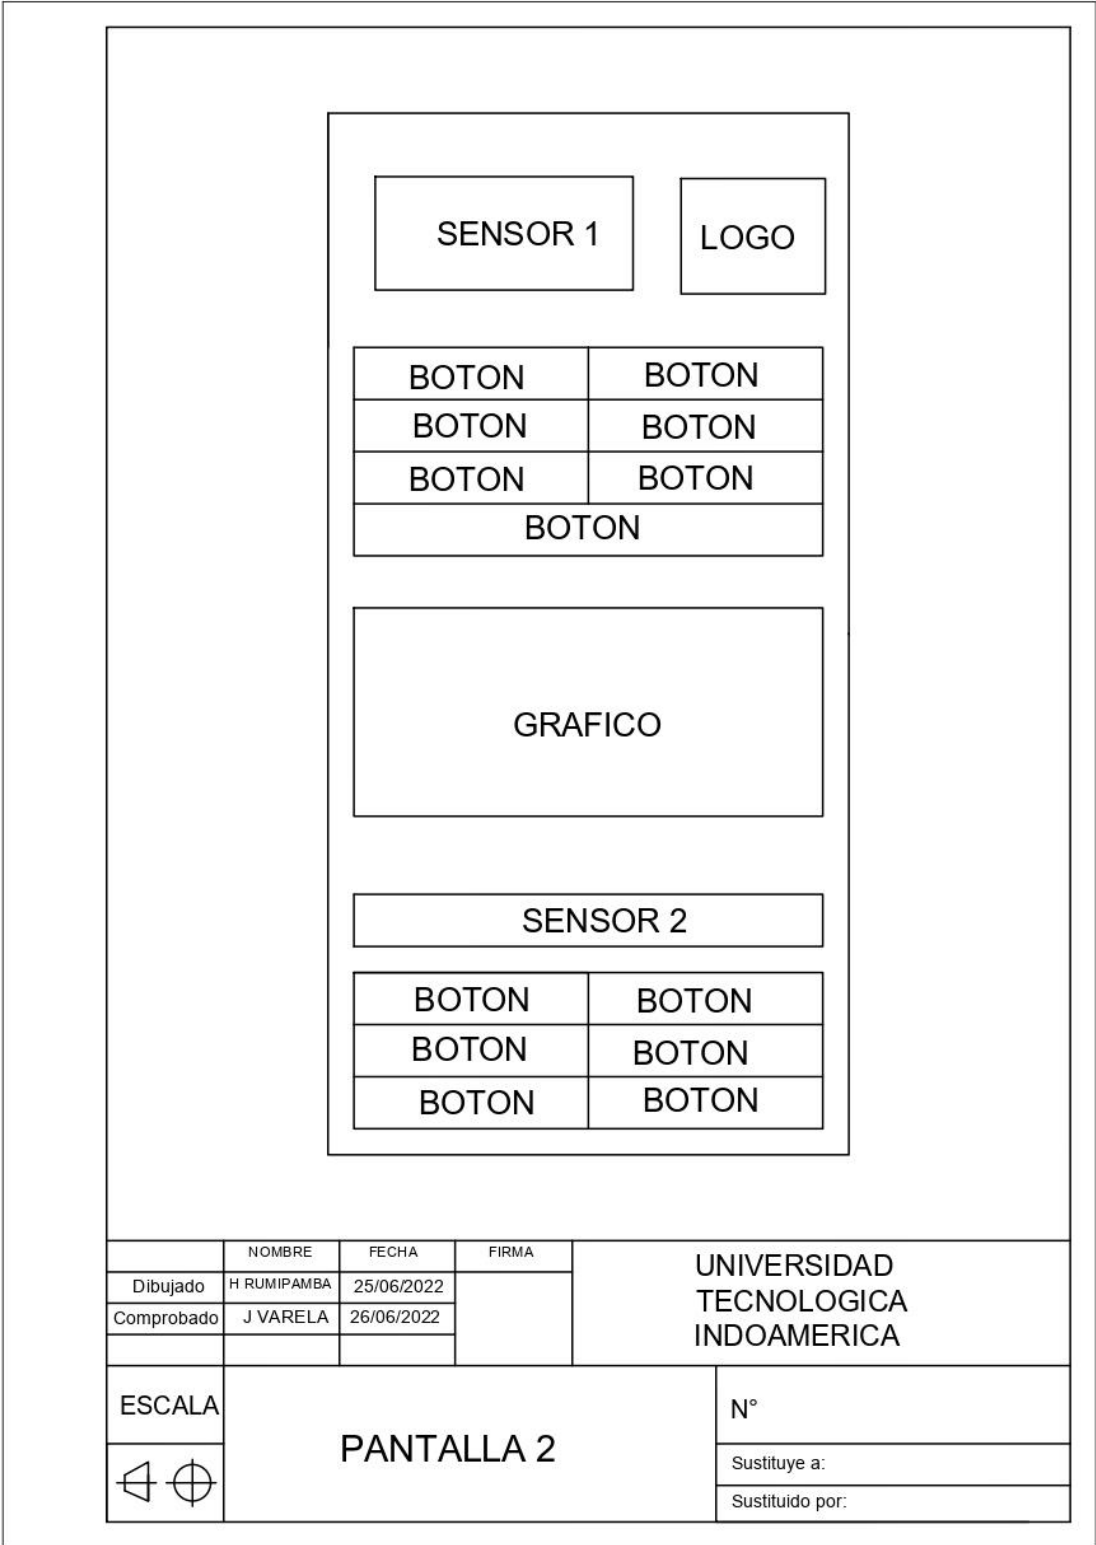 SENSOR 1
LOGO
BOTON BOTON
BOTON BOTON
BOTON BOTON
BOTON
GRAFICO
SENSOR 2
BOTON BOTON
BOTON BOTON
BOTON BOTON
NOMBRE FECHA FIRMA
Dibujado H RUMIPAMBA 25/06/2022
Comprobado J VARELA 26/06/2022
UNIVERSIDAD
TECNOLOGICA
INDOAMERICA
ESCALA
PANTALLA 2
N°
Sustituye a:
Sustituido por: